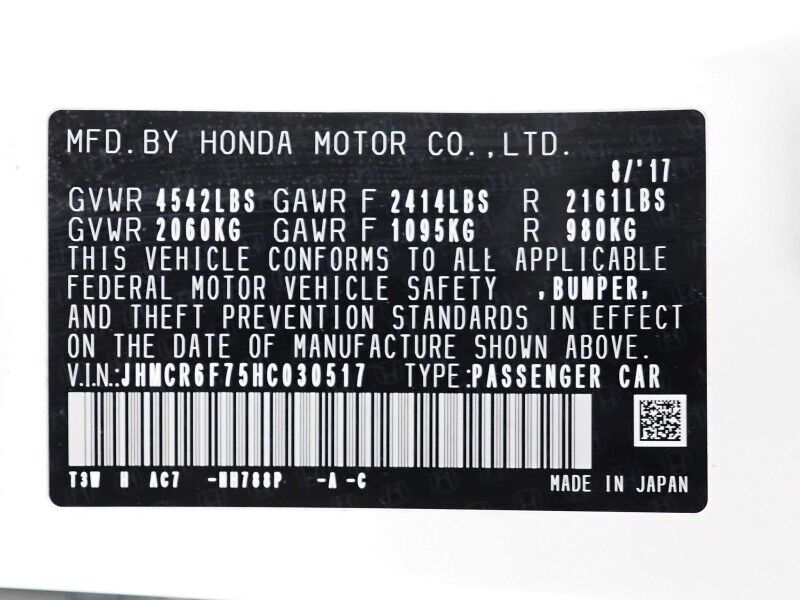 MFD. BY HONDA MOTOR CO., LTD.
8/'17
GVWR 4542LBS GAWR F 2414LBS R 2161LBS
GVWR 2060KG GAWR F 1095KG R 980KG
THIS VEHICLE CONFORMS TO ALL APPLICABLE
FEDERAL MOTOR VEHICLE SAFETY , BUMPER,
AND THEFT PREVENTION STANDARDS IN EFFECT
ON THE DATE OF MANUFACTURE SHOWN ABOVE.
V.I.N.:JHMCR6F75HC030517 TYPE:PASSENGER CAR
T3W N AC7 -NH788P -A -C MADE IN JAPAN